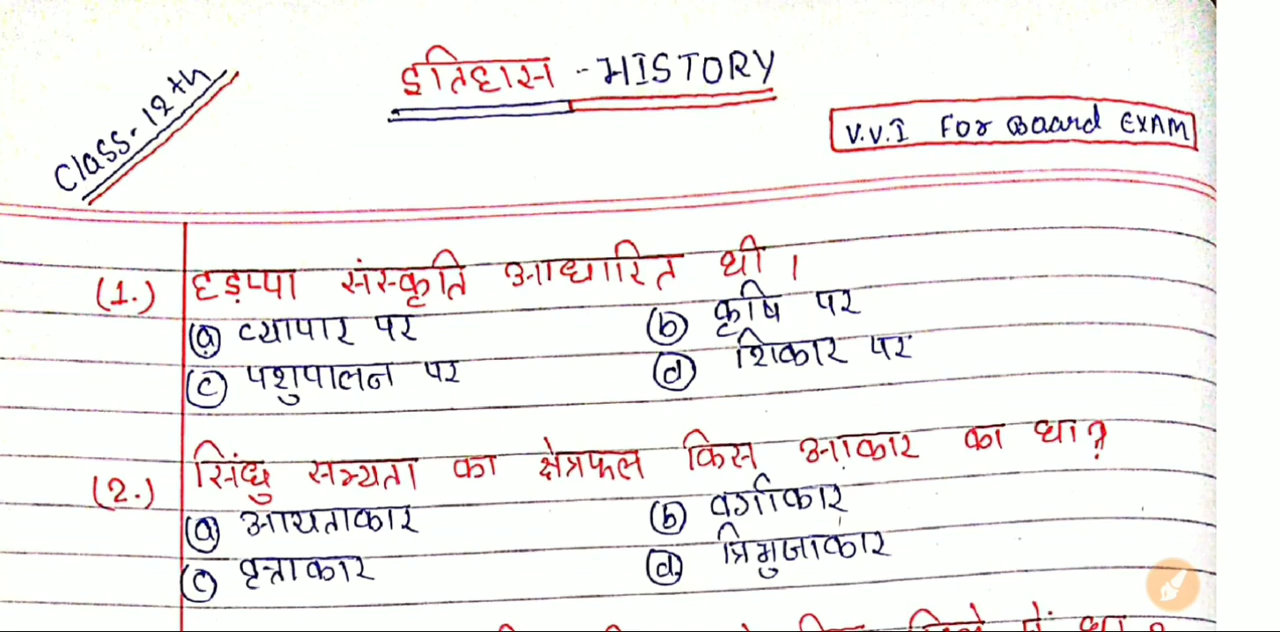 इतिहास - HISTORY
Class-12th
V.V.I For Board EXAM
(1.) हड़प्पा संस्कृति आधारित थी।
(a) व्यापार पर (b) कृषि पर
(c) पशुपालन पर (d) शिकार पर
(2.) सिंधु सभ्यता का क्षेत्रफल किस आकार का था?
(a) आयताकार (b) वर्गाकार
(c) वृत्ताकार (d) त्रिभुजाकार